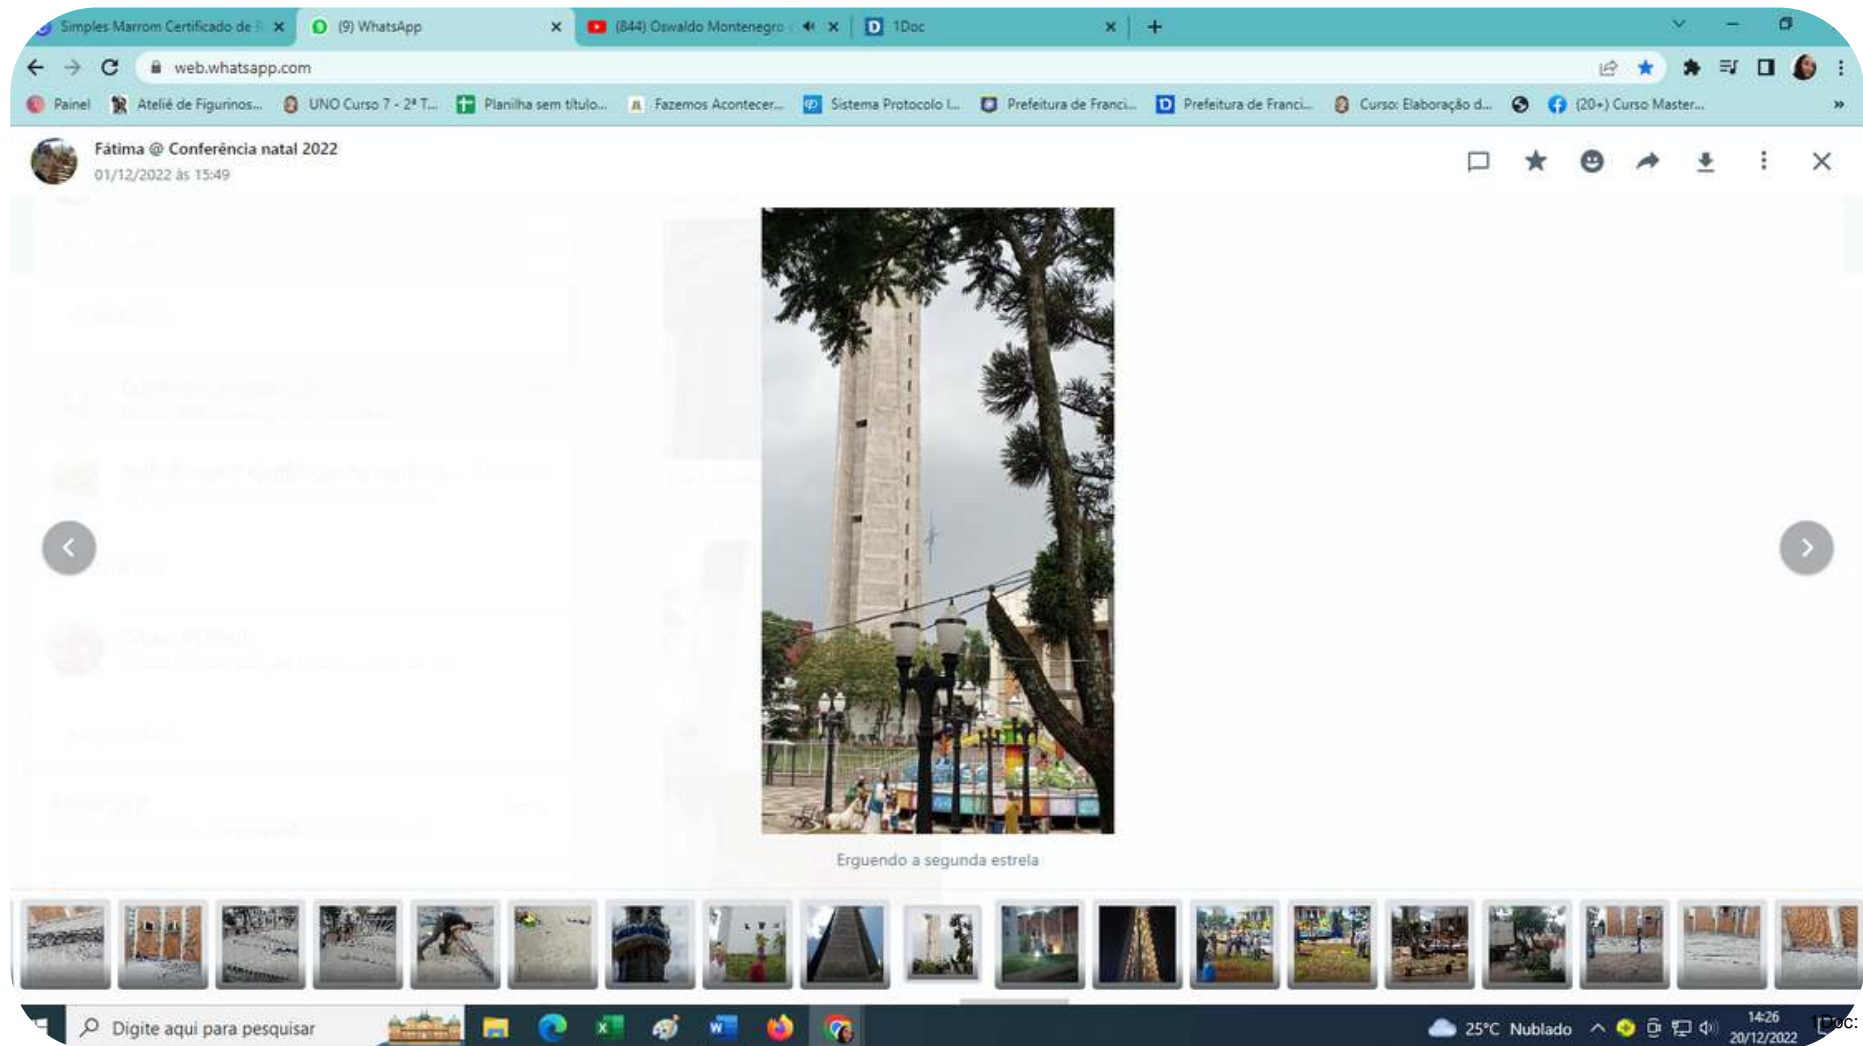 Simples Marrom Certificado de
(9) WhatsApp
(844) Oswaldo Montenegro
1Doc
web.whatsapp.com
Painel
Ateliê de Figurinos...
UNO Curso 7 - 2ª T...
Planilha sem título...
Fazemos Acontecer...
Sistema Protocolo I...
Prefeitura de Franci...
Prefeitura de Franci...
Curso: Elaboração d...
(20+) Curso Master...
Fátima @ Conferência natal 2022
01/12/2022 às 15:49
Erguendo a segunda estrela
Digite aqui para pesquisar
25°C Nublado
14:26
20/12/2022
1Doc: